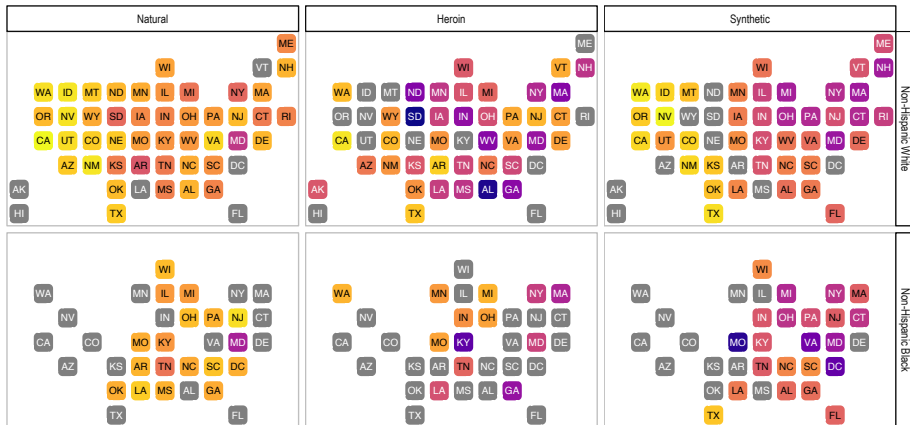 Natural Heroin Synthetic
ME ME ME
WI VT NH WI VT NH WI VT NH
WA ID MT ND MN IL MI NY MA WA ID MT ND MN IL MI NY MA WA ID MT ND MN IL MI NY MA
OR NV WY SD IA IN OH PA NJ CT RI OR NV WY SD IA IN OH PA NJ CT RI OR NV WY SD IA IN OH PA NJ CT RI
CA UT CO NE MO KY WV VA MD DE CA UT CO NE MO KY WV VA MD DE CA UT CO NE MO KY WV VA MD DE
AZ NM KS AR TN NC SC DC AZ NM KS AR TN NC SC DC AZ NM KS AR TN NC SC DC
AK OK LA MS AL GA AK OK LA MS AL GA AK OK LA MS AL GA
HI TX FL HI TX FL HI TX FL
Non-Hispanic White
WI WI WI
WA MN IL MI NY MA WA MN IL MI NY MA WA MN IL MI NY MA
NV IN OH PA NJ CT NV IN OH PA NJ CT NV IN OH PA NJ CT
CA CO MO KY VA MD DE CA CO MO KY VA MD DE CA CO MO KY VA MD DE
AZ KS AR TN NC SC DC AZ KS AR TN NC SC DC AZ KS AR TN NC SC DC
OK LA MS AL GA OK LA MS AL GA OK LA MS AL GA
TX FL TX FL TX FL
Non-Hispanic Black